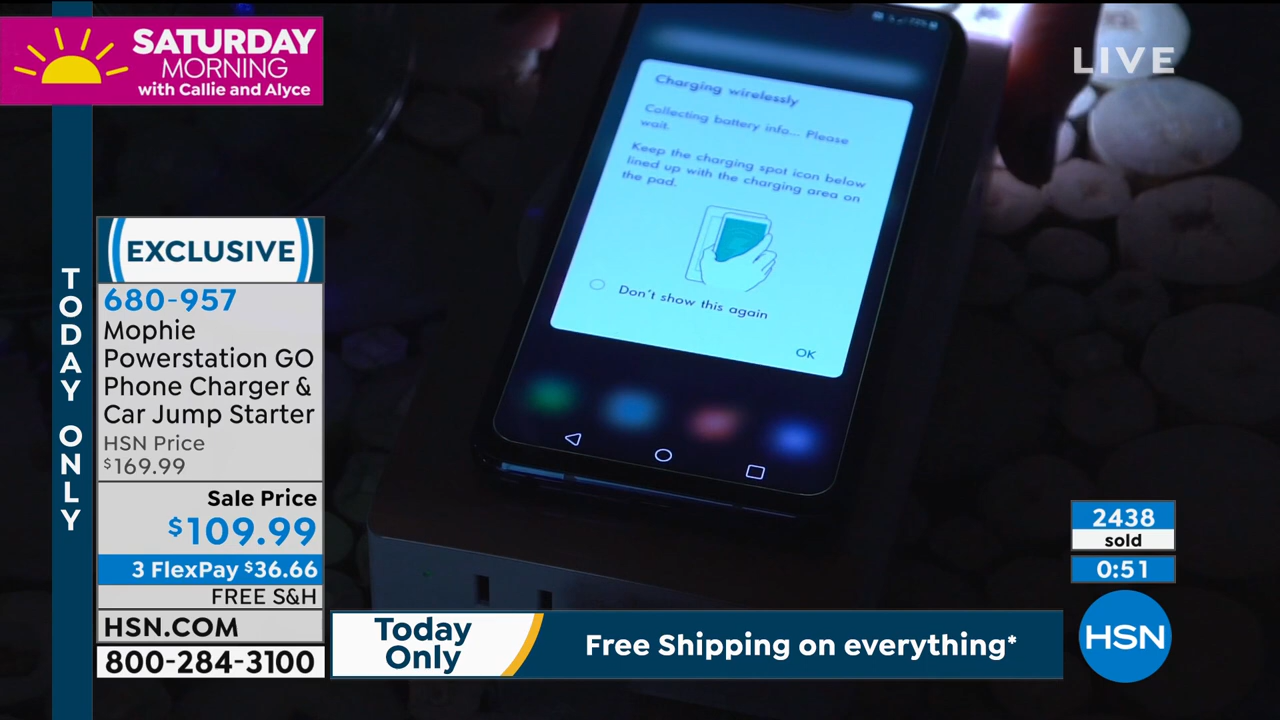 SATURDAY
MORNING
with Callie and Alyce
LIVE
TODAY ONLY
EXCLUSIVE
680-957
Mophie
Powerstation GO
Phone Charger &
Car Jump Starter
HSN Price
$169.99
Sale Price
$109.99
3 FlexPay $36.66
FREE S&H
HSN.COM
800-284-3100
Charging wirelessly
Collecting battery info... Please
wait.
Keep the charging spot icon below
lined up with the charging area on
the pad.
Don't show this again
OK
2438
sold
0:51
HSN
Today
Only
Free Shipping on everything*